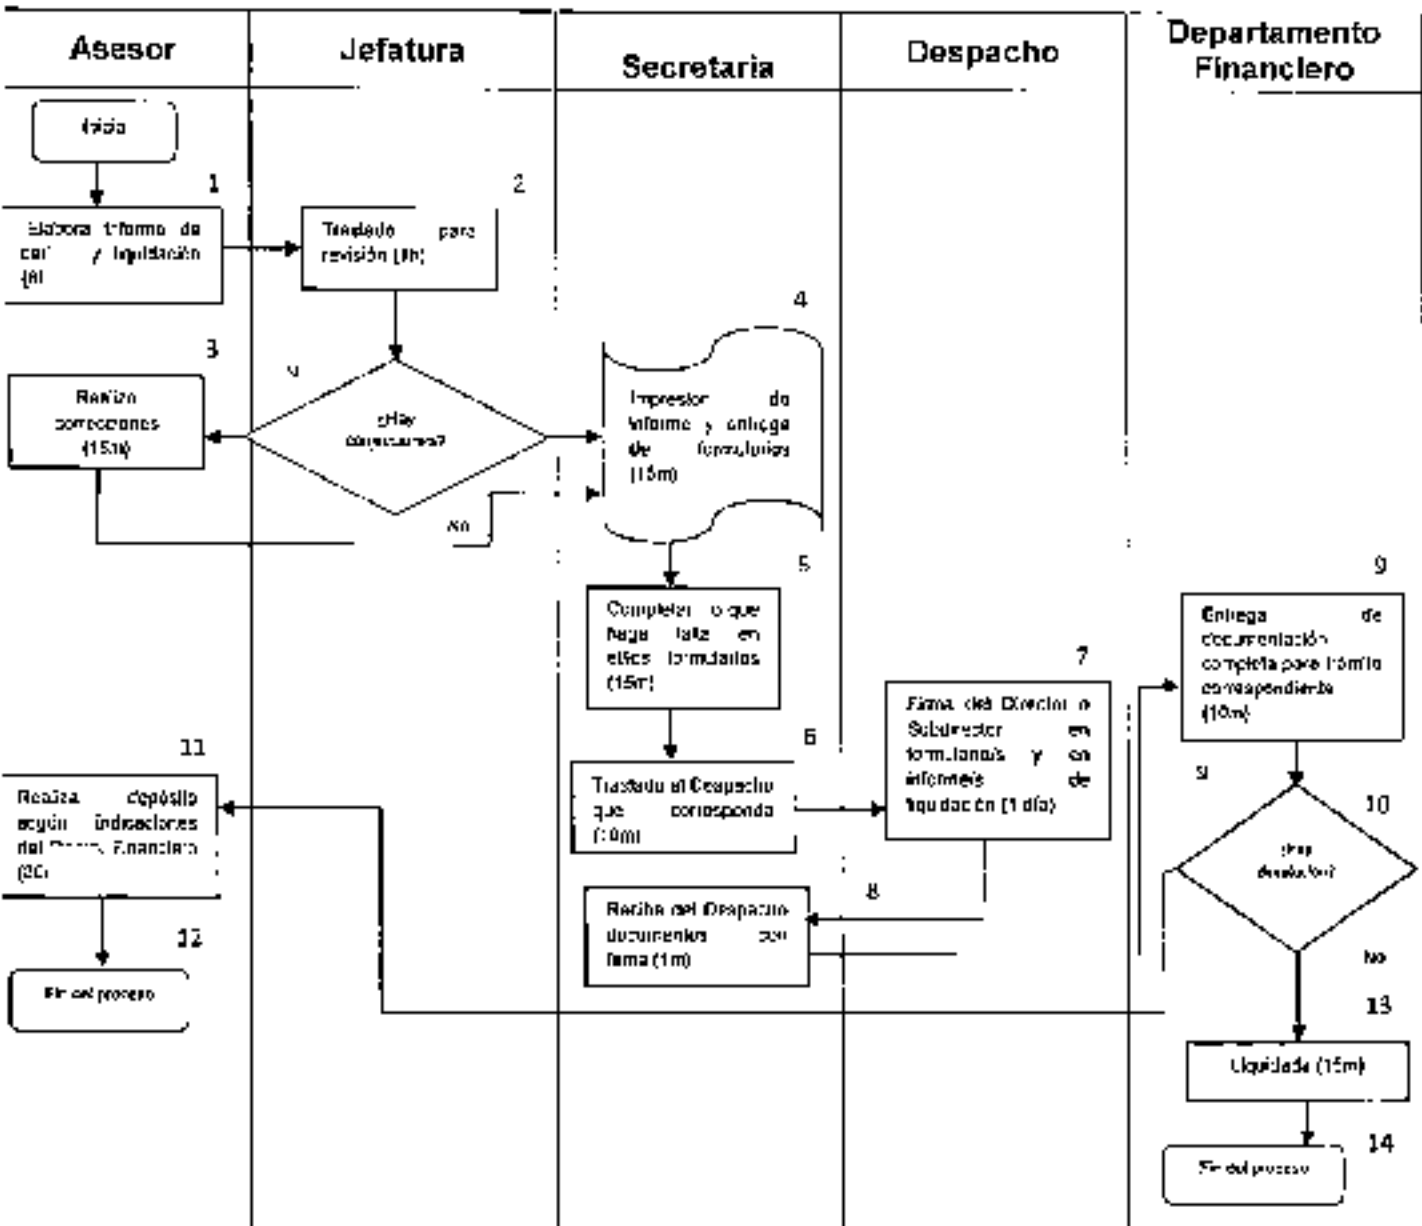 Asesor
Jefatura
Secretaria
Despacho
Departamento
Financiero
Inicia
1
Elabora Informe de
y liquidación
2
Traslado para
revisión
3
Realiza
correcciones
(15m)
¿Hay
correcciones?
No
4
Impresion de
Informe y entrega
de formularios
(15m)
5
Completar lo que
haga falta en
el/los formularios
(15m)
6
Traslado al Despacho
que corresponda
7
Firma del Director o
Subdirector en
formulario/s y en
informe/s de
liquidación (1 día)
8
Recibe del Despacho
documentos con
firma (1m)
9
Entrega de
documentación
completa para trámite
correspondiente
(10m)
SI
10
¿Hay
devolución?
No
11
Realiza depósito
según indicaciones
del Financiero
12
Fin del proceso
13
Liquidada (15m)
14
Fin del proceso